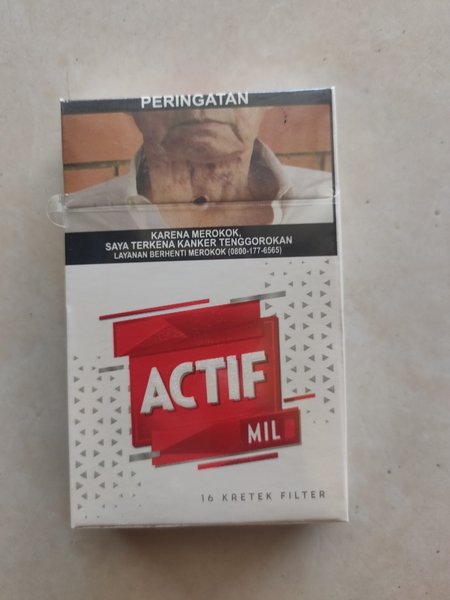 PERINGATAN
KARENA MEROKOK,
SAYA TERKENA KANKER TENGGOROKAN
LAYANAN BERHENTI MEROKOK (0800-177-6565)
ACTIF
MIL
16 KRETEK FILTER